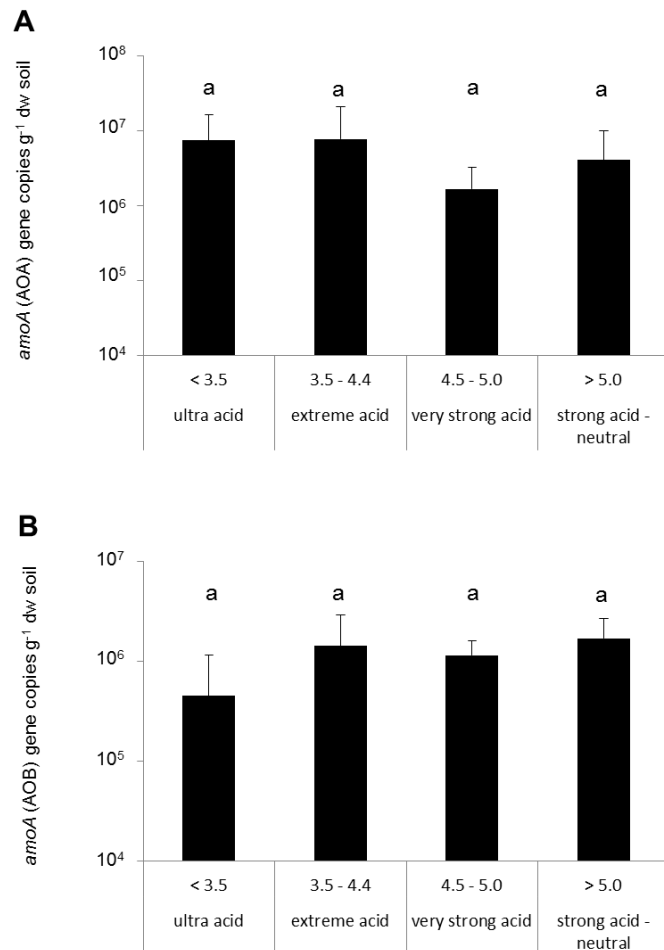 A
amoA (AOA) gene copies g⁻¹ dw soil
10⁸
10⁷
10⁶
10⁵
10⁴
a a a a
< 3.5 3.5 - 4.4 4.5 - 5.0 > 5.0
ultra acid extreme acid very strong acid strong acid -
neutral
B
amoA (AOB) gene copies g⁻¹ dw soil
10⁷
10⁶
10⁵
10⁴
a a a a
< 3.5 3.5 - 4.4 4.5 - 5.0 > 5.0
ultra acid extreme acid very strong acid strong acid -
neutral